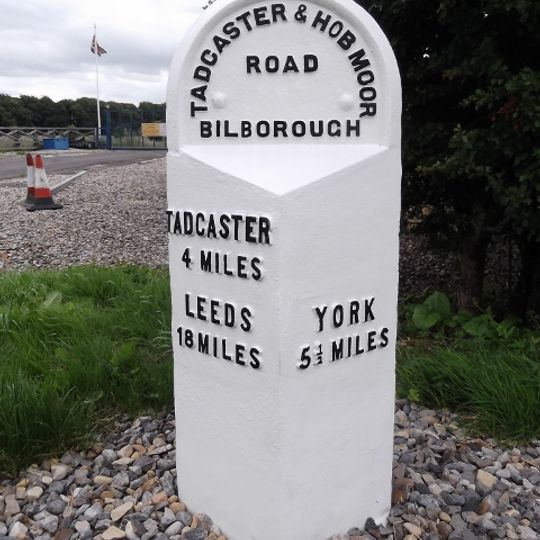 TADCASTER & HOB MOOR
ROAD
BILBOROUGH
TADCASTER
4 MILES
LEEDS
18 MILES
YORK
5½ MILES